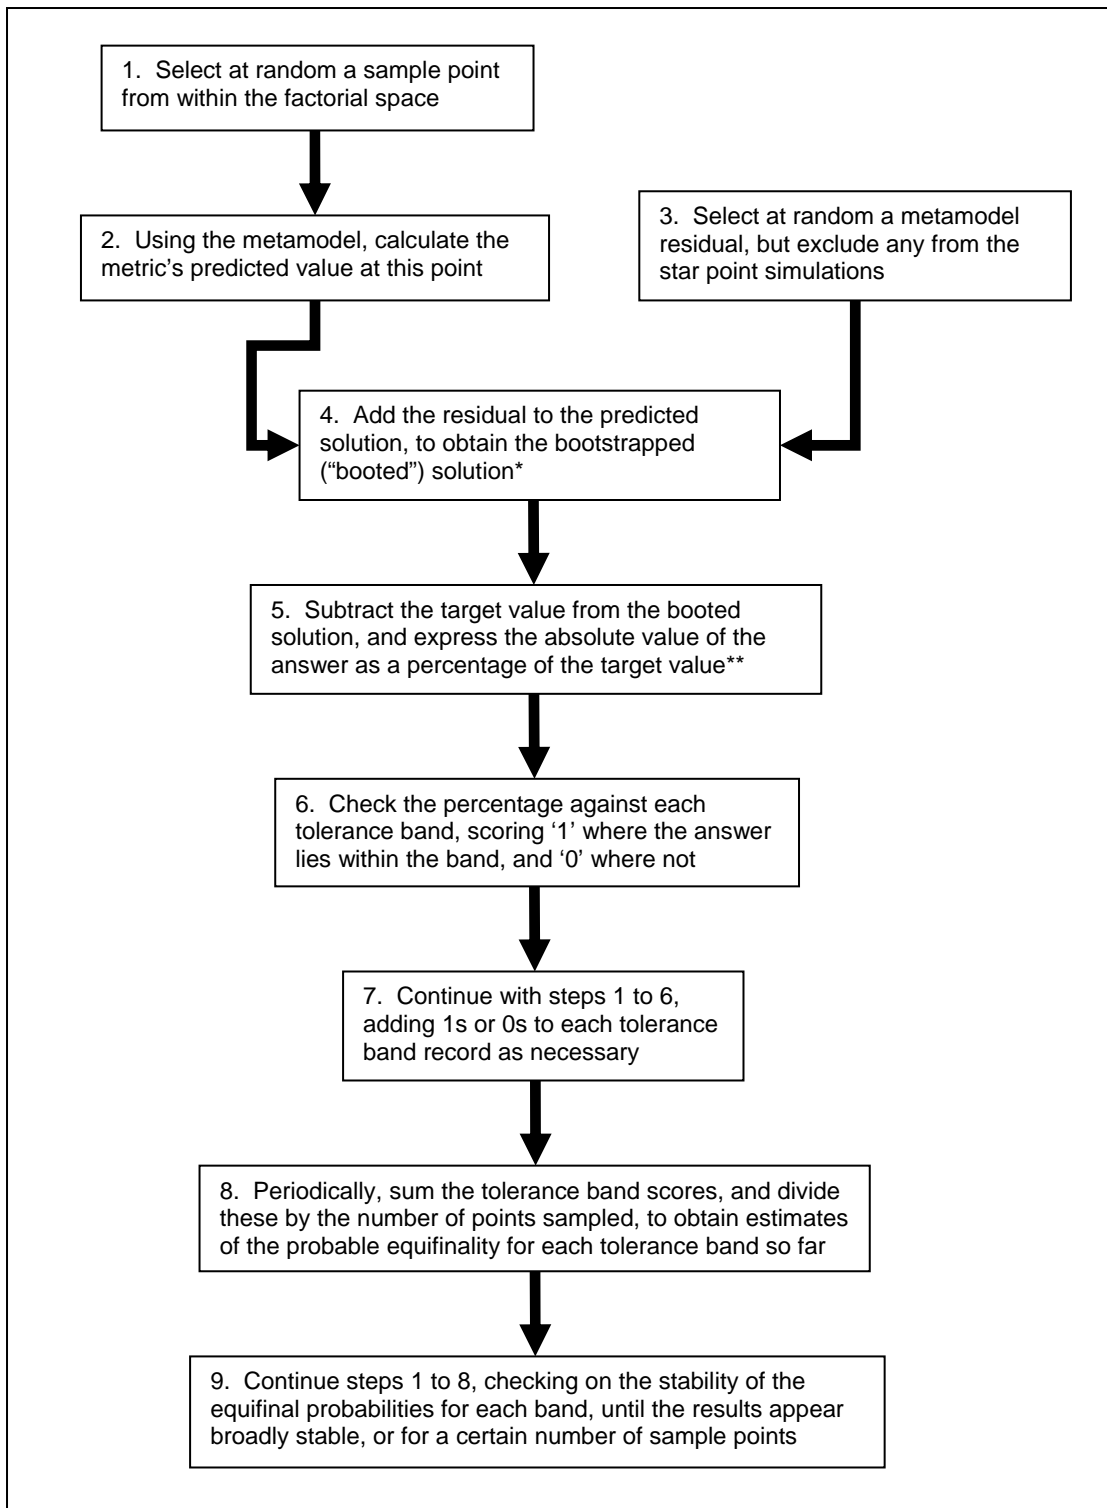 1. Select at random a sample point
from within the factorial space
2. Using the metamodel, calculate the
metric's predicted value at this point
3. Select at random a metamodel
residual, but exclude any from the
star point simulations
4. Add the residual to the predicted
solution, to obtain the bootstrapped
(“booted”) solution*
5. Subtract the target value from the booted
solution, and express the absolute value of the
answer as a percentage of the target value**
6. Check the percentage against each
tolerance band, scoring ‘1’ where the answer
lies within the band, and ‘0’ where not
7. Continue with steps 1 to 6,
adding 1s or 0s to each tolerance
band record as necessary
8. Periodically, sum the tolerance band scores, and divide
these by the number of points sampled, to obtain estimates
of the probable equifinality for each tolerance band so far
9. Continue steps 1 to 8, checking on the stability of the
equifinal probabilities for each band, until the results appear
broadly stable, or for a certain number of sample points